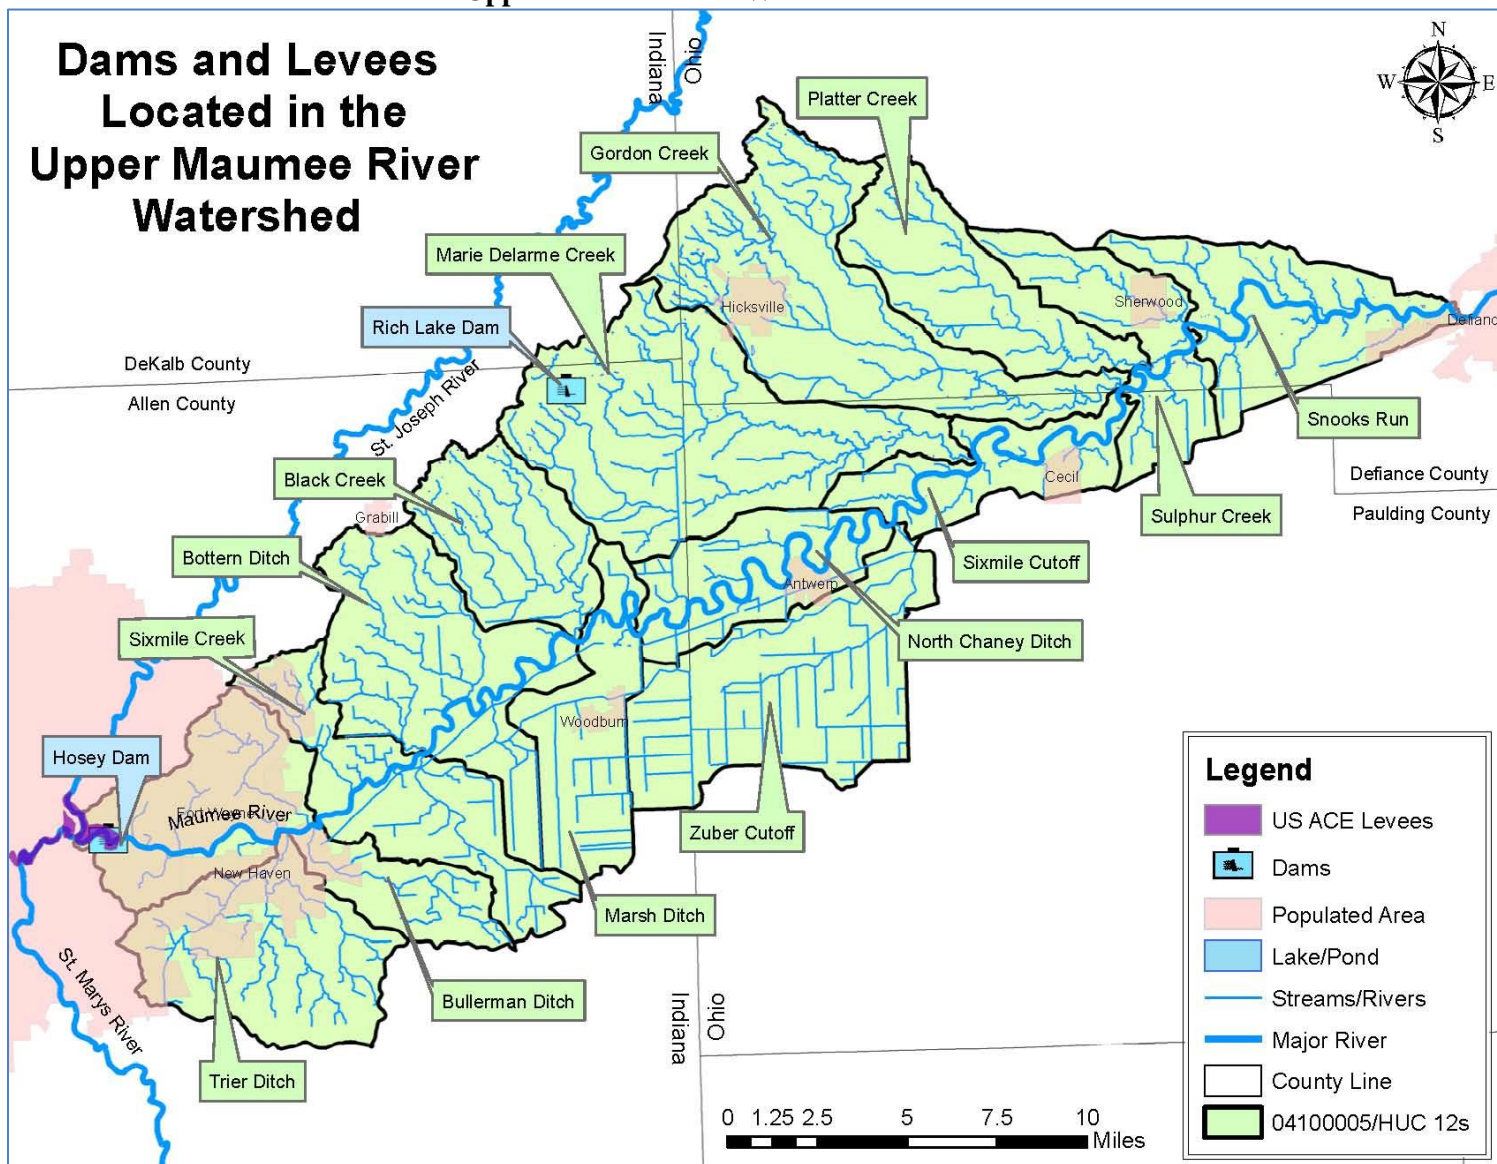 Dams and Levees
Located in the
Upper Maumee River
Watershed
Indiana
Ohio
N
W
E
S
Platter Creek
Gordon Creek
Marie Delarme Creek
Rich Lake Dam
Hicksville
Sherwood
DeKalb County
Allen County
St. Joseph River
Snooks Run
Black Creek
Cecil
Defiance County
Paulding County
Sulphur Creek
Grabill
Bottern Ditch
Sixmile Cutoff
Antwerp
North Chaney Ditch
Sixmile Creek
Woodburn
Hosey Dam
Maumee River
Zuber Cutoff
New Haven
Marsh Ditch
Bullerman Ditch
St. Marys River
Trier Ditch
Indiana
Ohio
Legend
US ACE Levees
Dams
Populated Area
Lake/Pond
Streams/Rivers
Major River
County Line
04100005/HUC 12s
0 1.25 2.5 5 7.5 10
Miles